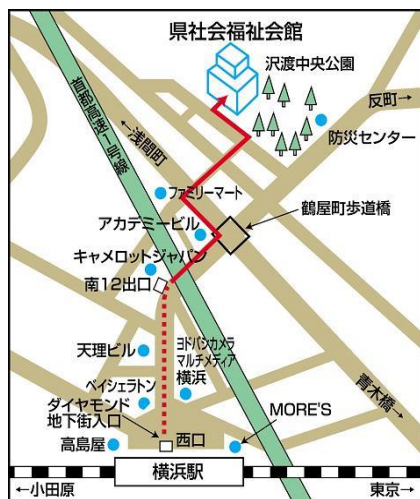 県社会福祉会館
沢渡中央公園
首都高速1号線
反町→
←浅間町
防災センター
ファミリーマート
鶴屋町歩道橋
アカデミービル
キャメロットジャパン
南12出口
天理ビル
ヨドバシカメラ
マルチメディア
横浜
ベイシェラトン
青木橋→
ダイヤモンド
地下街入口
MORE'S
高島屋
西口
横浜駅
←小田原
東京→